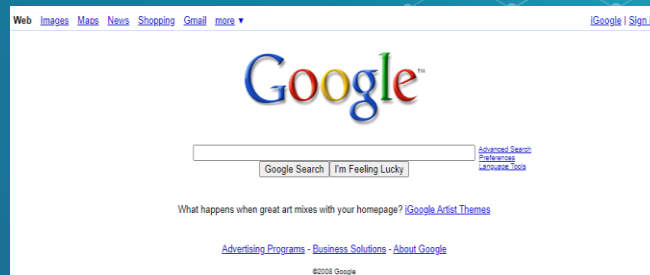 Web Images Maps News Shopping Gmail more ▼ iGoogle | Sign
Google™
Advanced Search
Preferences
Language Tools
Google Search I'm Feeling Lucky
What happens when great art mixes with your homepage? iGoogle Artist Themes
Advertising Programs - Business Solutions - About Google
©2008 Google